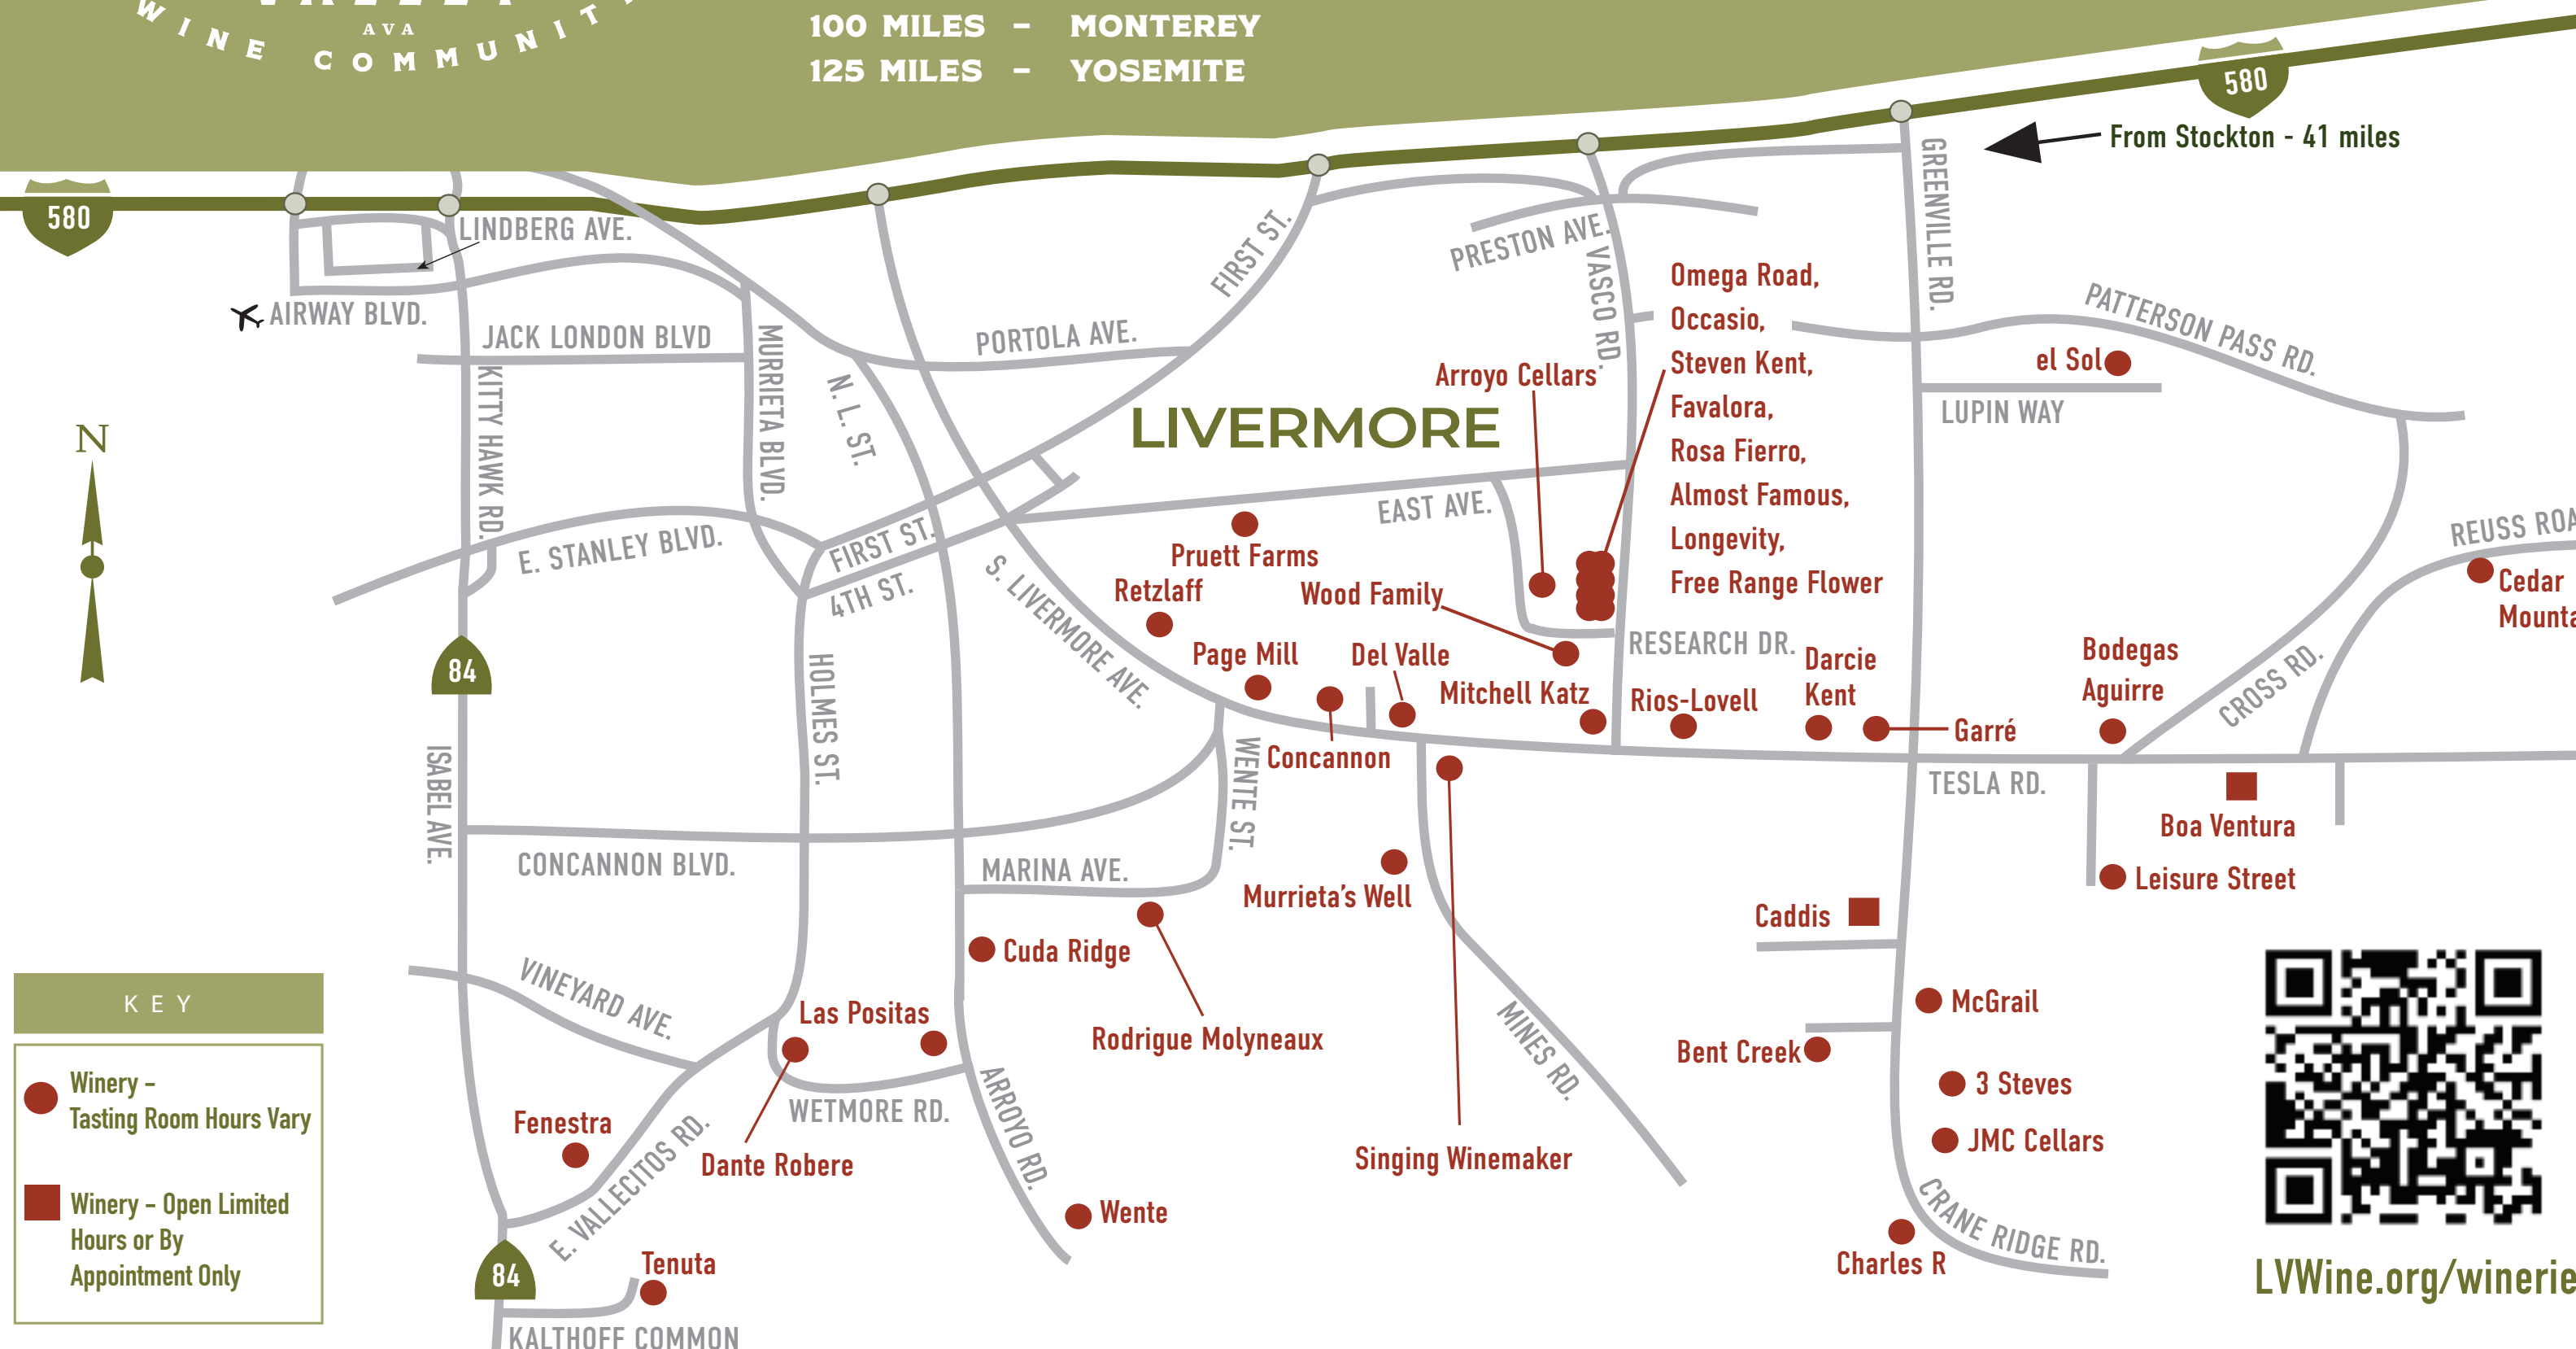 WINE COMMUNIT
AVA
100 MILES – MONTEREY
125 MILES – YOSEMITE
580
580
From Stockton - 41 miles
LINDBERG AVE.
AIRWAY BLVD.
JACK LONDON BLVD
KITTY HAWK RD.
MURRIETA BLVD.
N. L. ST.
PORTOLA AVE.
FIRST ST.
PRESTON AVE.
VASCO RD.
GREENVILLE RD.
PATTERSON PASS RD.
el Sol
LUPIN WAY
Omega Road,
Occasio,
Steven Kent,
Favalora,
Rosa Fierro,
Almost Famous,
Longevity,
Free Range Flower
Arroyo Cellars
LIVERMORE
N
E. STANLEY BLVD.
FIRST ST.
4TH ST.
S. LIVERMORE AVE.
EAST AVE.
Pruett Farms
Retzlaff
Wood Family
Page Mill
Del Valle
Mitchell Katz
RESEARCH DR.
Rios-Lovell
Darcie
Kent
Garré
Concannon
Bodegas
Aguirre
CROSS RD.
REUSS
Cedar
84
HOLMES ST.
ISABEL AVE.
WENTE ST.
TESLA RD.
Boa Ventura
Leisure Street
CONCANNON BLVD.
MARINA AVE.
Murrieta's Well
Caddis
Cuda Ridge
Rodrigue Molyneaux
VINEYARD AVE.
Las Positas
MINES RD.
McGrail
Bent Creek
3 Steves
JMC Cellars
WETMORE RD.
ARROYO RD.
Fenestra
E. VALLECITOS RD.
Dante Robere
Singing Winemaker
Wente
CRANE RIDGE RD.
Charles R
Tenuta
84
KALTHOFF COMMON
KEY
Winery –
Tasting Room Hours Vary
Winery – Open Limited
Hours or By
Appointment Only
LVWine.org/winerie